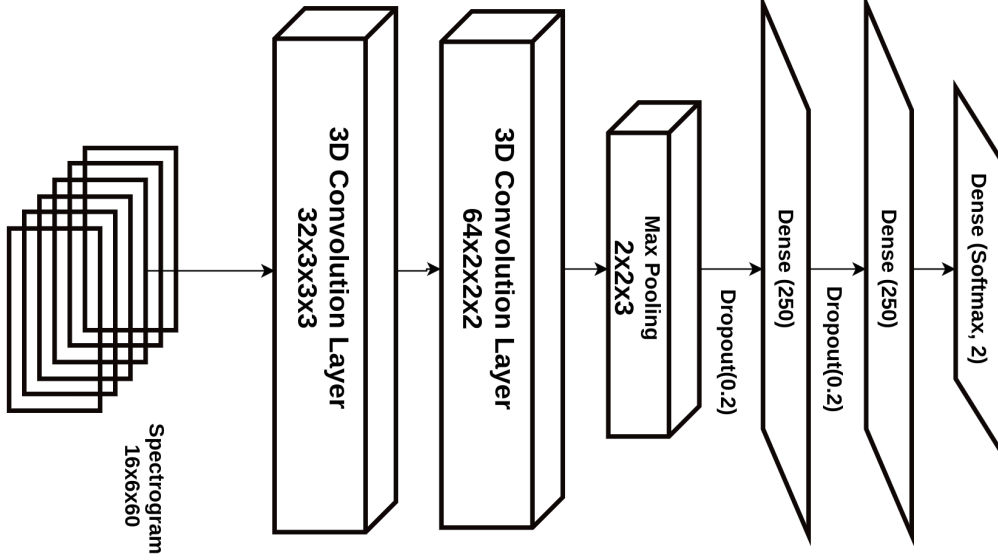 Spectrogram
16x6x60
3D Convolution Layer
32x3x3x3
3D Convolution Layer
64x2x2x2
Max Pooling
2x2x3
Dropout(0.2)
Dense (250)
Dropout(0.2)
Dense (250)
Dense (Softmax, 2)